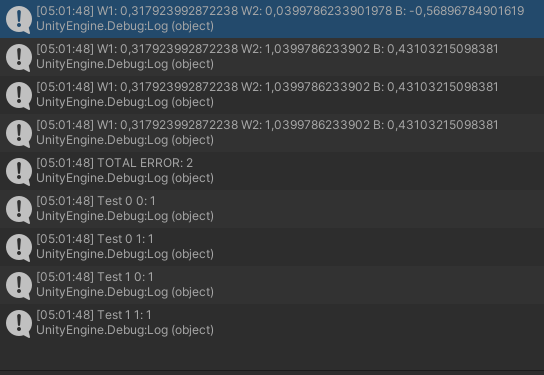 [05:01:48] W1: 0,317923992872238 W2: 0,0399786233901978 B: -0,56896784901619
UnityEngine.Debug:Log (object)
[05:01:48] W1: 0,317923992872238 W2: 1,0399786233902 B: 0,43103215098381
UnityEngine.Debug:Log (object)
[05:01:48] W1: 0,317923992872238 W2: 1,0399786233902 B: 0,43103215098381
UnityEngine.Debug:Log (object)
[05:01:48] W1: 0,317923992872238 W2: 1,0399786233902 B: 0,43103215098381
UnityEngine.Debug:Log (object)
[05:01:48] TOTAL ERROR: 2
UnityEngine.Debug:Log (object)
[05:01:48] Test 0 0: 1
UnityEngine.Debug:Log (object)
[05:01:48] Test 0 1: 1
UnityEngine.Debug:Log (object)
[05:01:48] Test 1 0: 1
UnityEngine.Debug:Log (object)
[05:01:48] Test 1 1: 1
UnityEngine.Debug:Log (object)